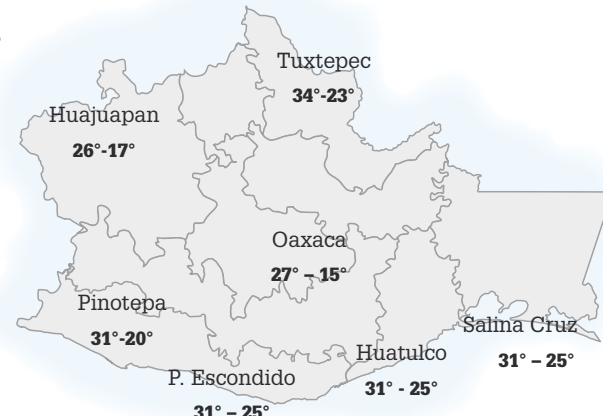 Tuxtepec
34°-23°
Huajuapan
26°-17°
Oaxaca
27° – 15°
Pinotepa
31°-20°
Salina Cruz
31° – 25°
Huatulco
31° - 25°
P. Escondido
31° – 25°